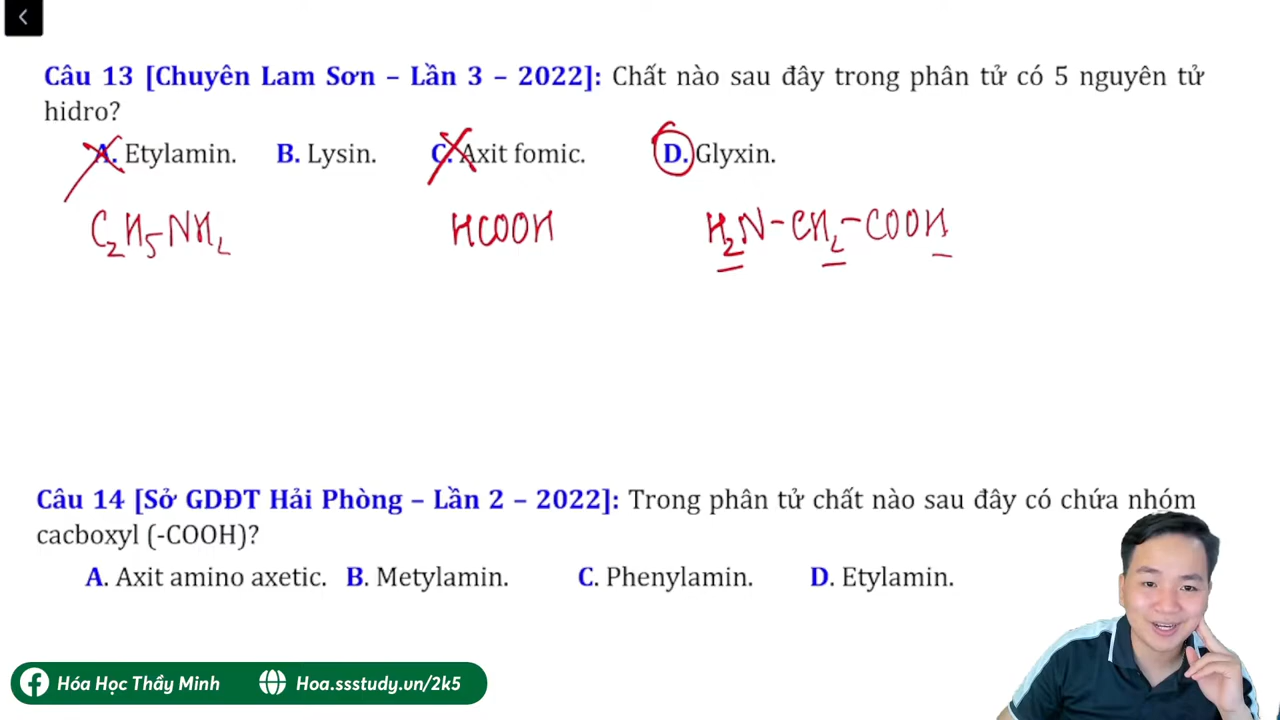 Câu 13 [Chuyên Lam Sơn – Lần 3 – 2022]: Chất nào sau đây trong phân tử có 5 nguyên tử
hidro?
A. Etylamin. B. Lysin. C. Axit fomic. D. Glyxin.
C2H5-NH2 HCOOH H2N-CH2-COOH
Câu 14 [Sở GDĐT Hải Phòng – Lần 2 – 2022]: Trong phân tử chất nào sau đây có chứa nhóm
cacboxyl (-COOH)?
A. Axit amino axetic. B. Metylamin. C. Phenylamin. D. Etylamin.
Hóa Học Thầy Minh Hoa.ssstudy.vn/2k5